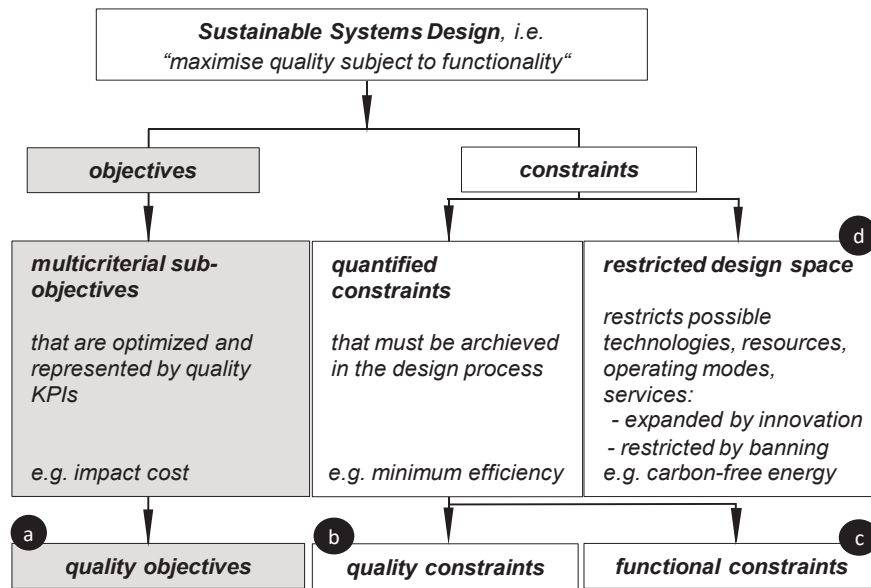 Sustainable Systems Design, i.e.
“maximise quality subject to functionality“
objectives
constraints
d
multicriterial sub-
objectives
that are optimized and
represented by quality
KPIs
e.g. impact cost
quantified
constraints
that must be archieved
in the design process
e.g. minimum efficiency
restricted design space
restricts possible
technologies, resources,
operating modes,
services:
- expanded by innovation
- restricted by banning
e.g. carbon-free energy
a
quality objectives
b
quality constraints
c
functional constraints